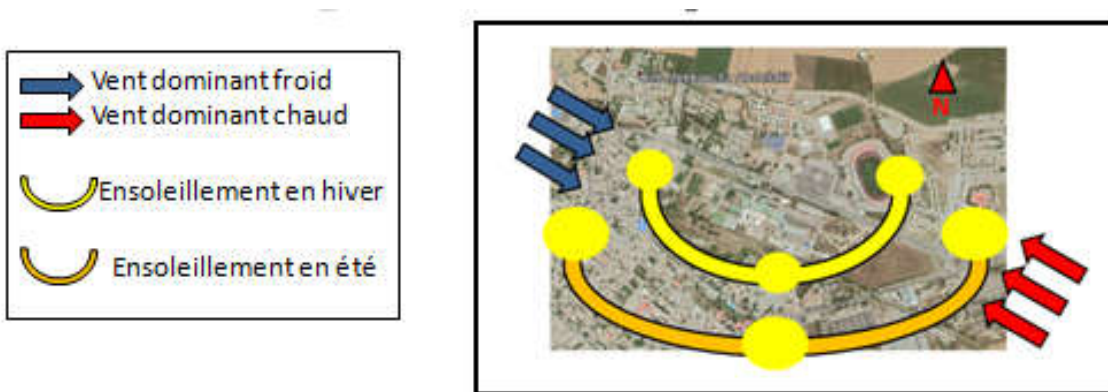 Vent dominant froid
Vent dominant chaud
Ensoleillement en hiver
Ensoleillement en été
N